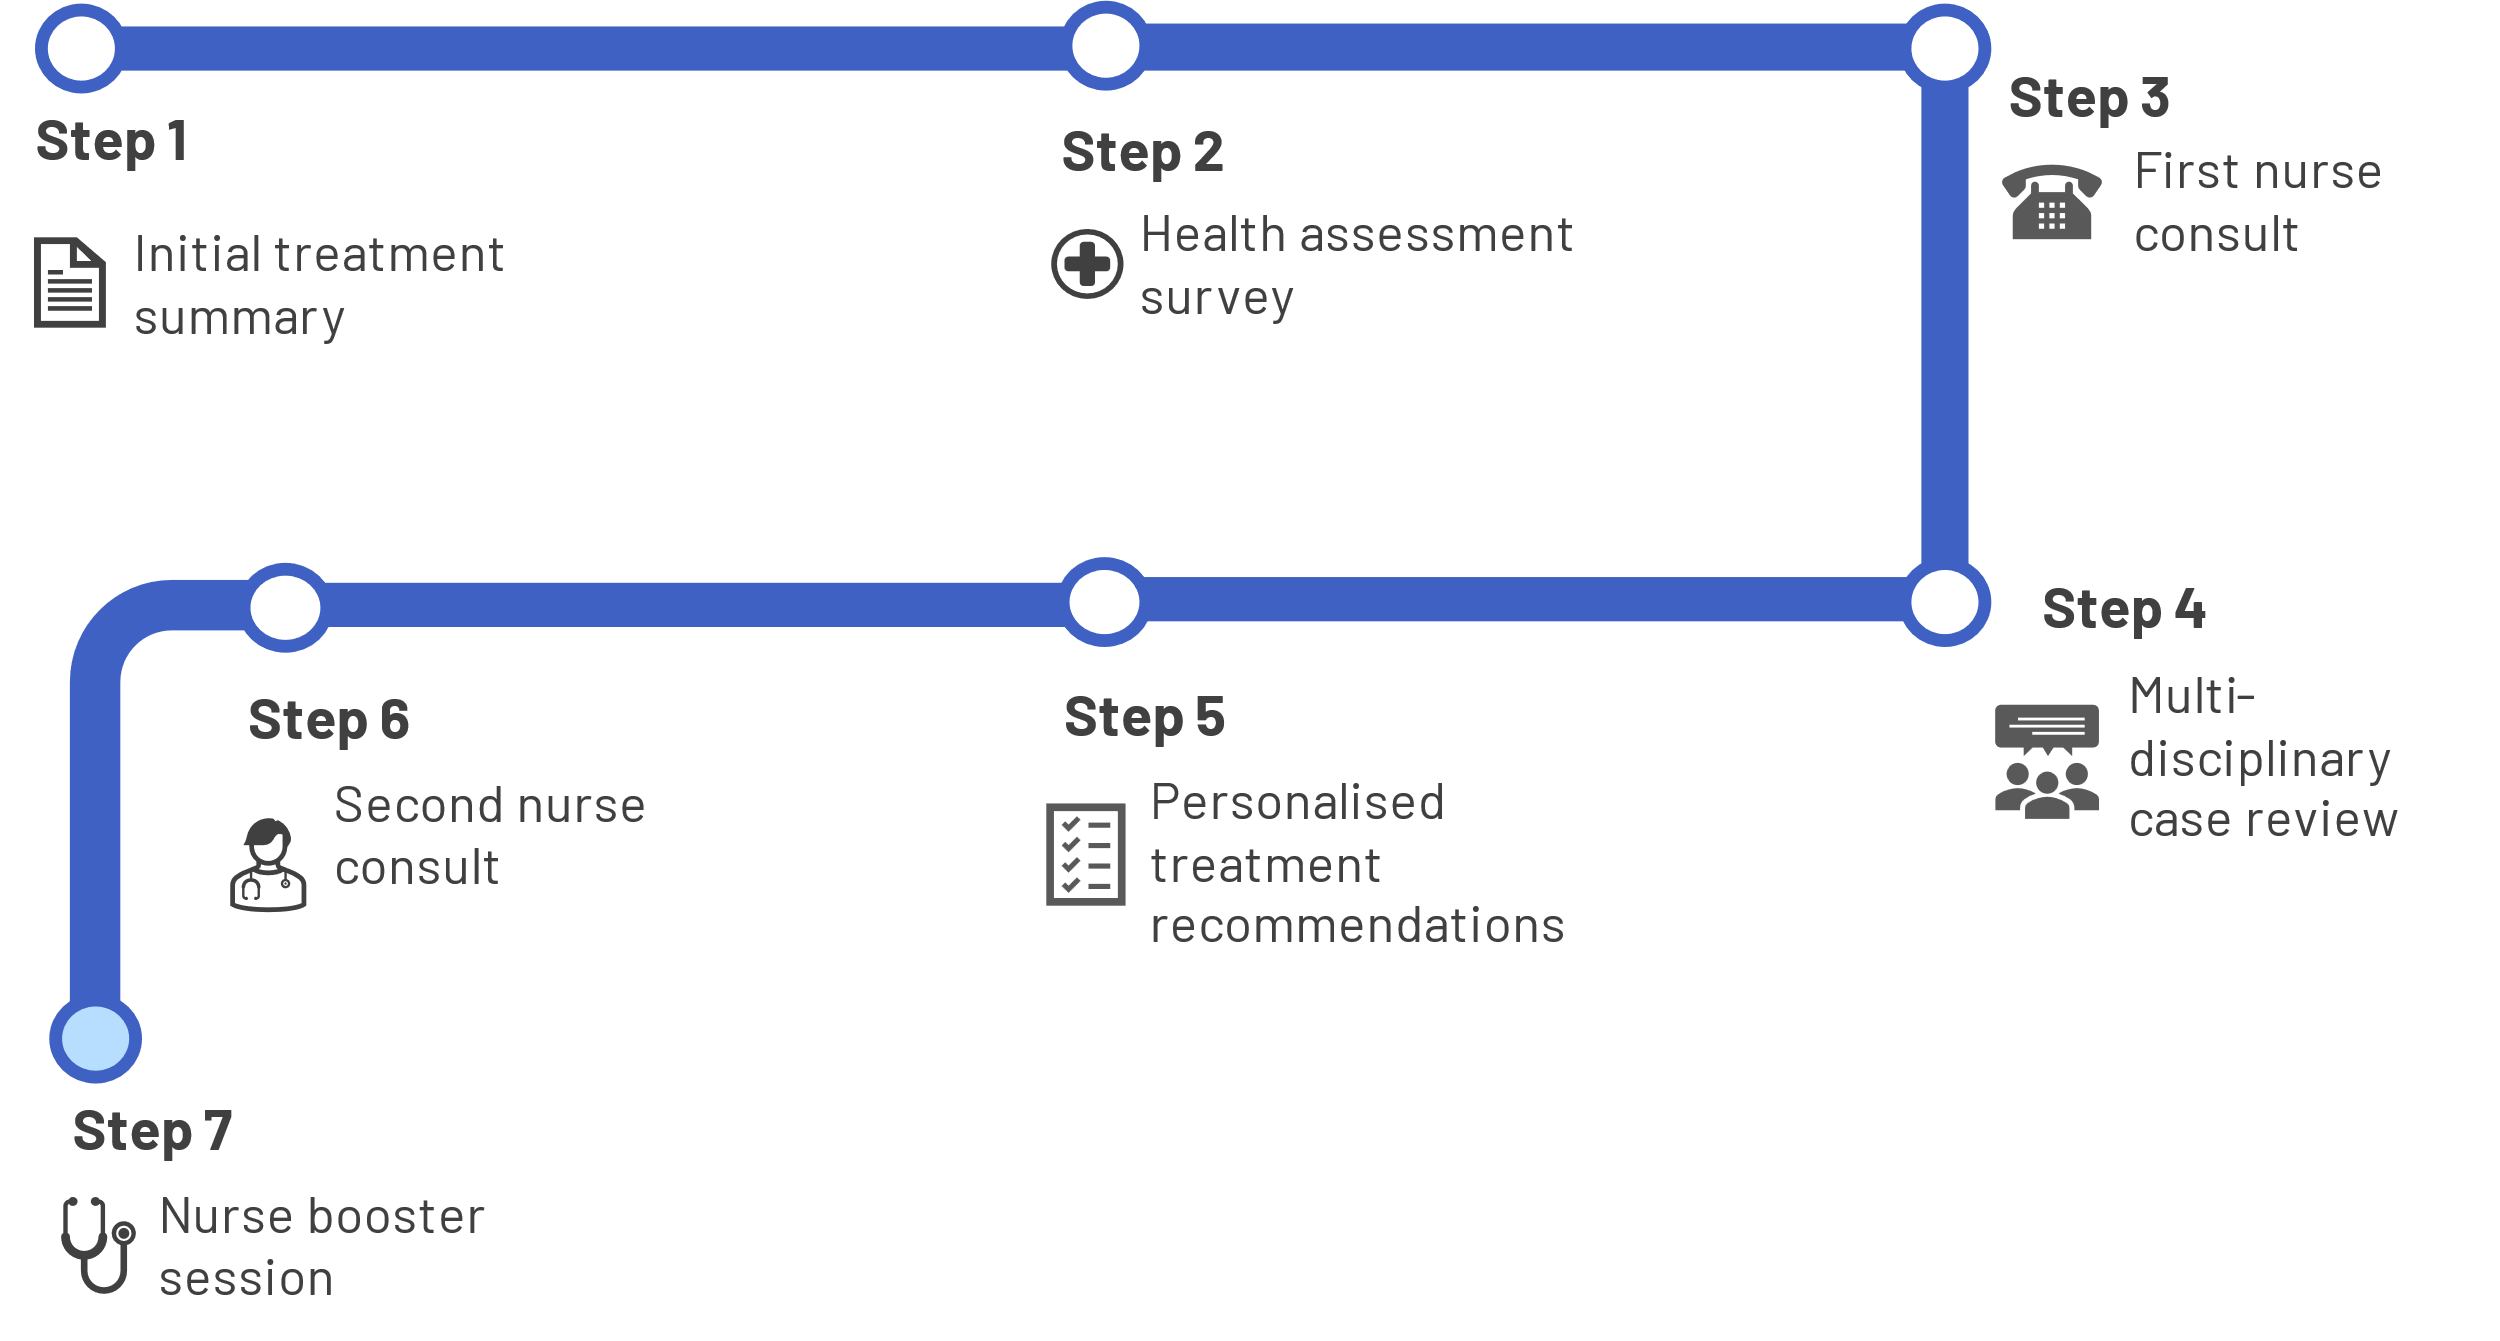 Step 1
Initial treatment
summary
Step 2
Health assessment
survey
Step 3
First nurse
consult
Step 4
Multi-
disciplinary
case review
Step 5
Personalised
treatment
recommendations
Step 6
Second nurse
consult
Step 7
Nurse booster
session